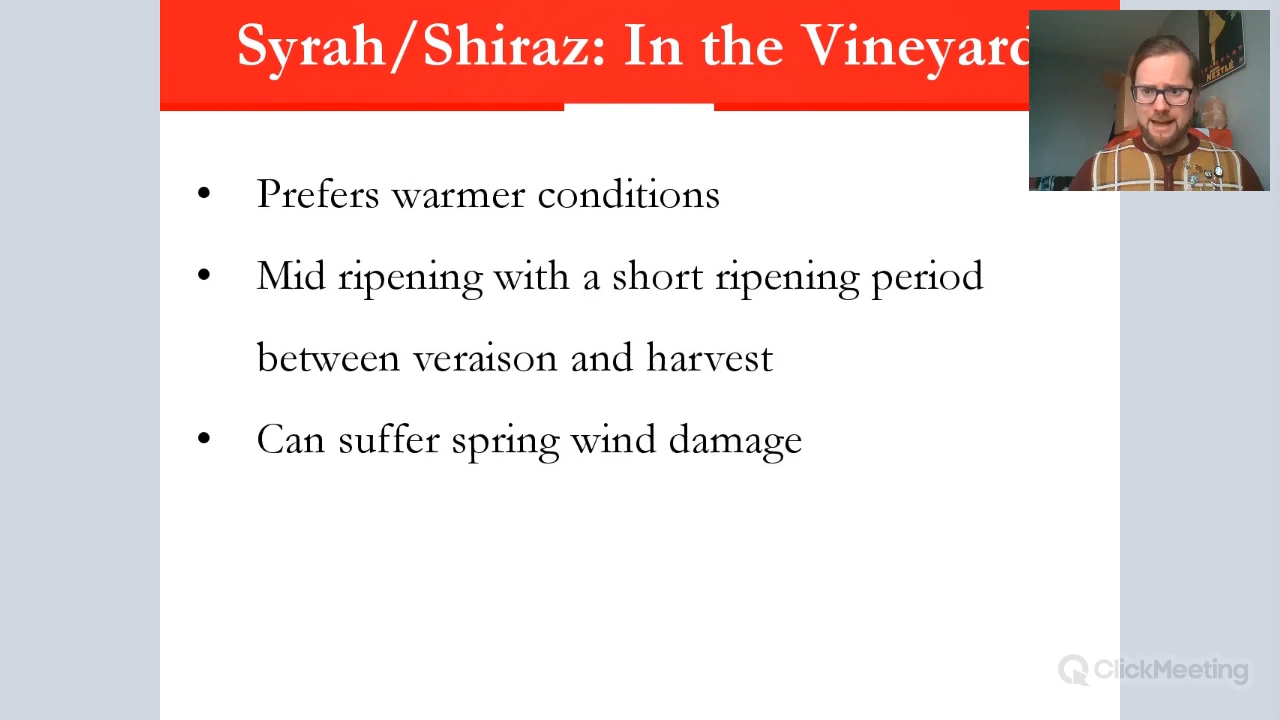 Syrah/Shiraz: In the Vineyard
NESTLÉ
• Prefers warmer conditions
• Mid ripening with a short ripening period
between veraison and harvest
• Can suffer spring wind damage
ClickMeeting